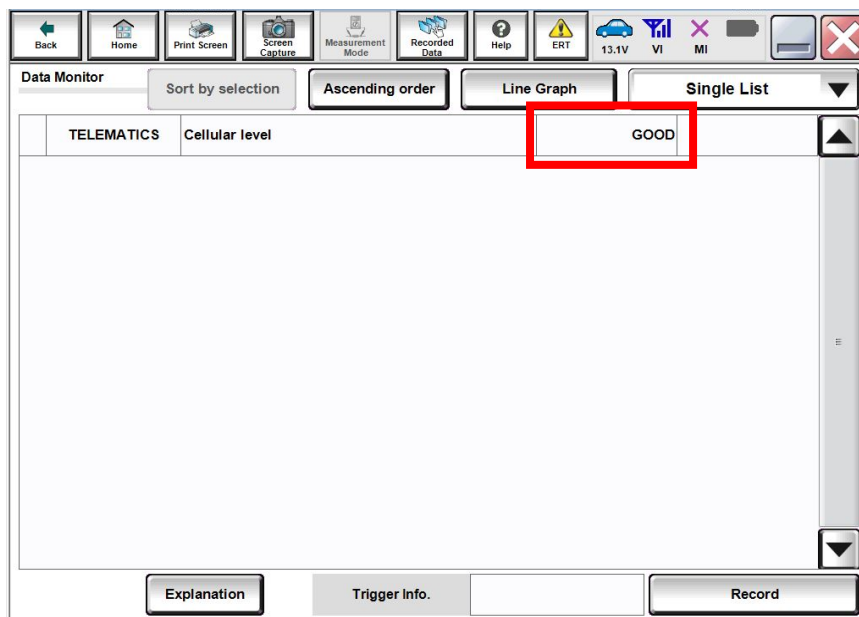 Back
Home
Print Screen
Screen
Capture
Measurement
Mode
Recorded
Data
Help
ERT
13.1V
VI
MI
Data Monitor
Sort by selection
Ascending order
Line Graph
Single List
TELEMATICS
Cellular level
GOOD
Explanation
Trigger Info.
Record